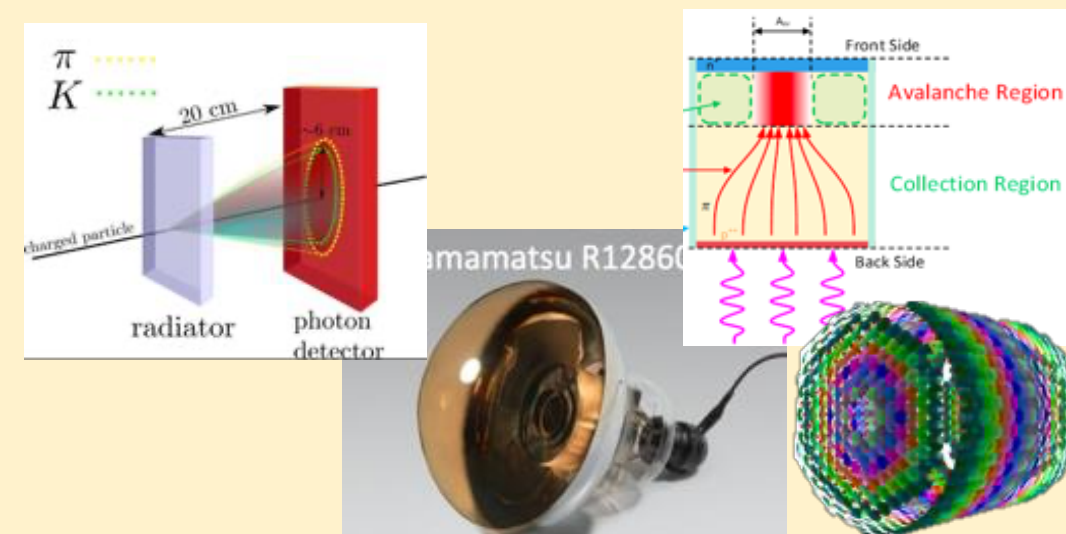 π
K
20 cm
~6 cm
charged particle
radiator
photon
detector
Front Side
Avalanche Region
Collection Region
π
Back Side
amamatsu R12860